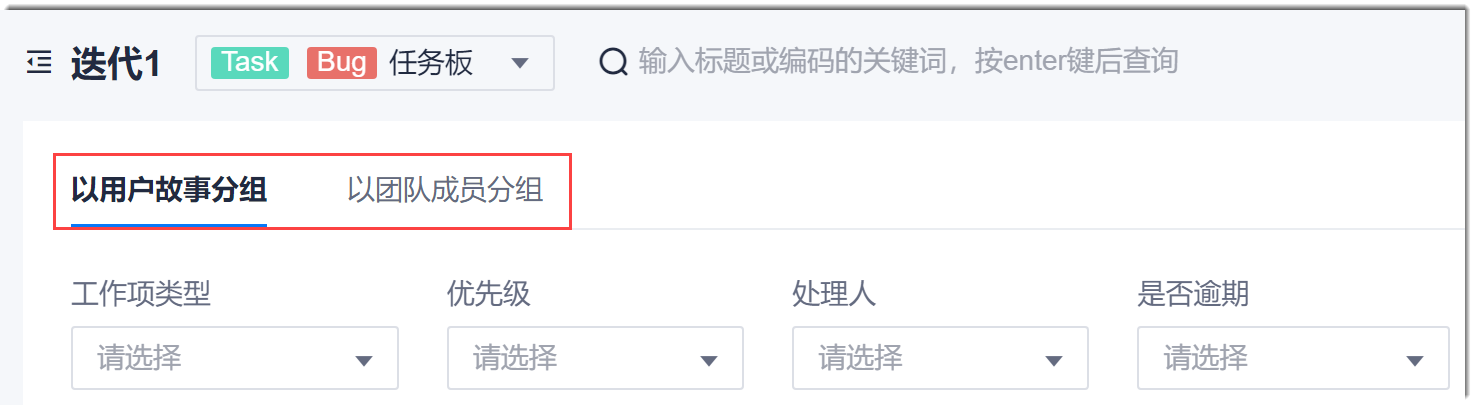 迭代1 Task Bug 任务板 输入标题或编码的关键词，按enter键后查询
以用户故事分组 以团队成员分组
工作项类型 优先级 处理人 是否逾期
请选择 请选择 请选择 请选择